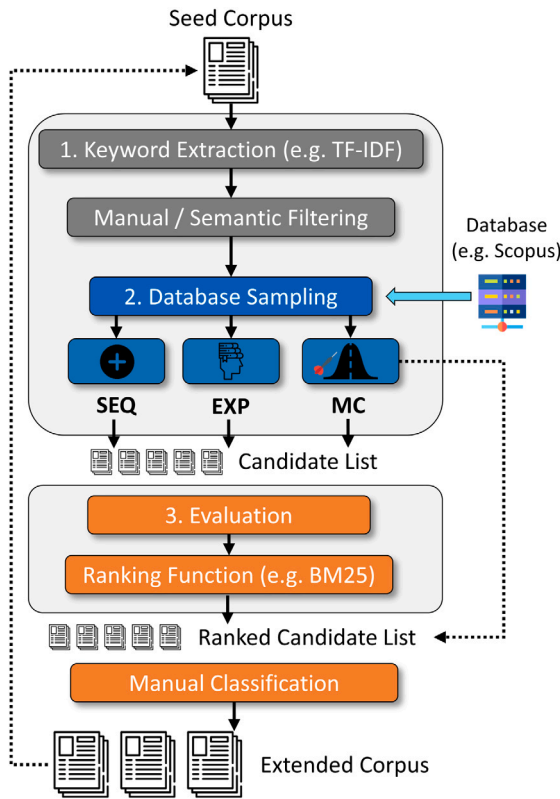 Seed Corpus
1. Keyword Extraction (e.g. TF-IDF)
Manual / Semantic Filtering
Database
(e.g. Scopus)
2. Database Sampling
SEQ
EXP
MC
Candidate List
3. Evaluation
Ranking Function (e.g. BM25)
Ranked Candidate List
Manual Classification
Extended Corpus